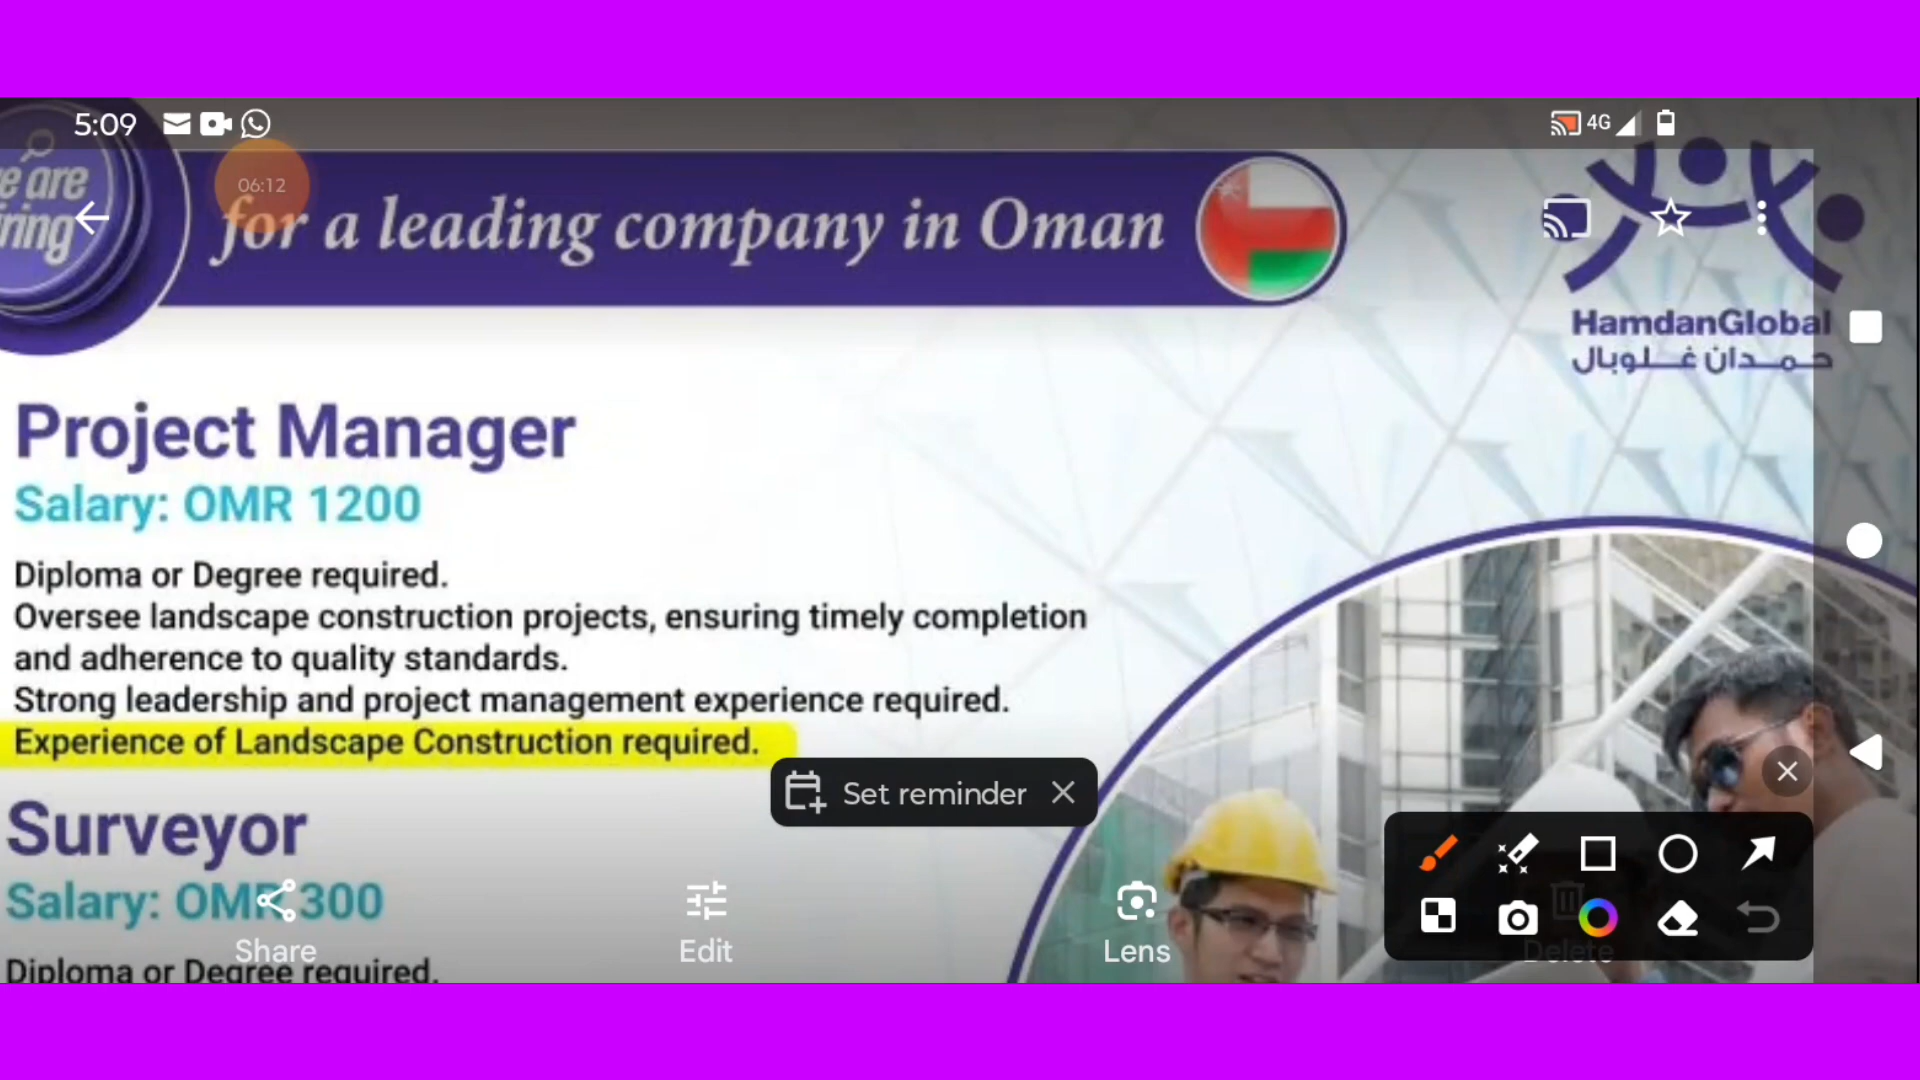 5:09
4G
e are
iring
06:12
for a leading company in Oman
HamdanGlobal
حمدان غلوبال
Project Manager
Salary: OMR 1200
Diploma or Degree required.
Oversee landscape construction projects, ensuring timely completion
and adherence to quality standards.
Strong leadership and project management experience required.
Experience of Landscape Construction required.
Set reminder
Surveyor
Salary: OMR 300
Share
Edit
Lens
Delete
Diploma or Degree required.